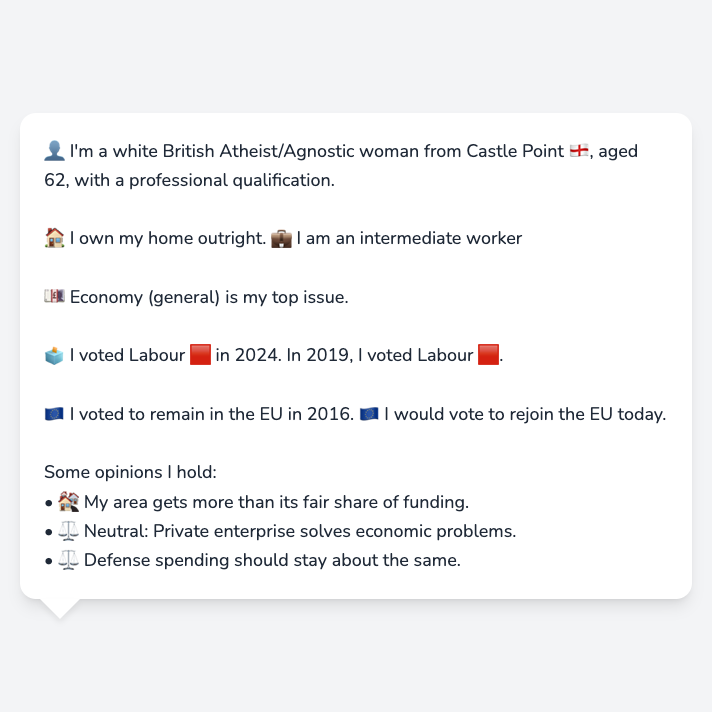 👤 I'm a white British Atheist/Agnostic woman from Castle Point 🏴󠁧󠁢󠁥󠁮󠁧󠁿, aged
62, with a professional qualification.
🏠 I own my home outright. 💼 I am an intermediate worker
💷 Economy (general) is my top issue.
🗳️ I voted Labour 🟥 in 2024. In 2019, I voted Labour 🟥.
🇪🇺 I voted to remain in the EU in 2016. 🇪🇺 I would vote to rejoin the EU today.
Some opinions I hold:
• 🏘️ My area gets more than its fair share of funding.
• ⚖️ Neutral: Private enterprise solves economic problems.
• ⚖️ Defense spending should stay about the same.